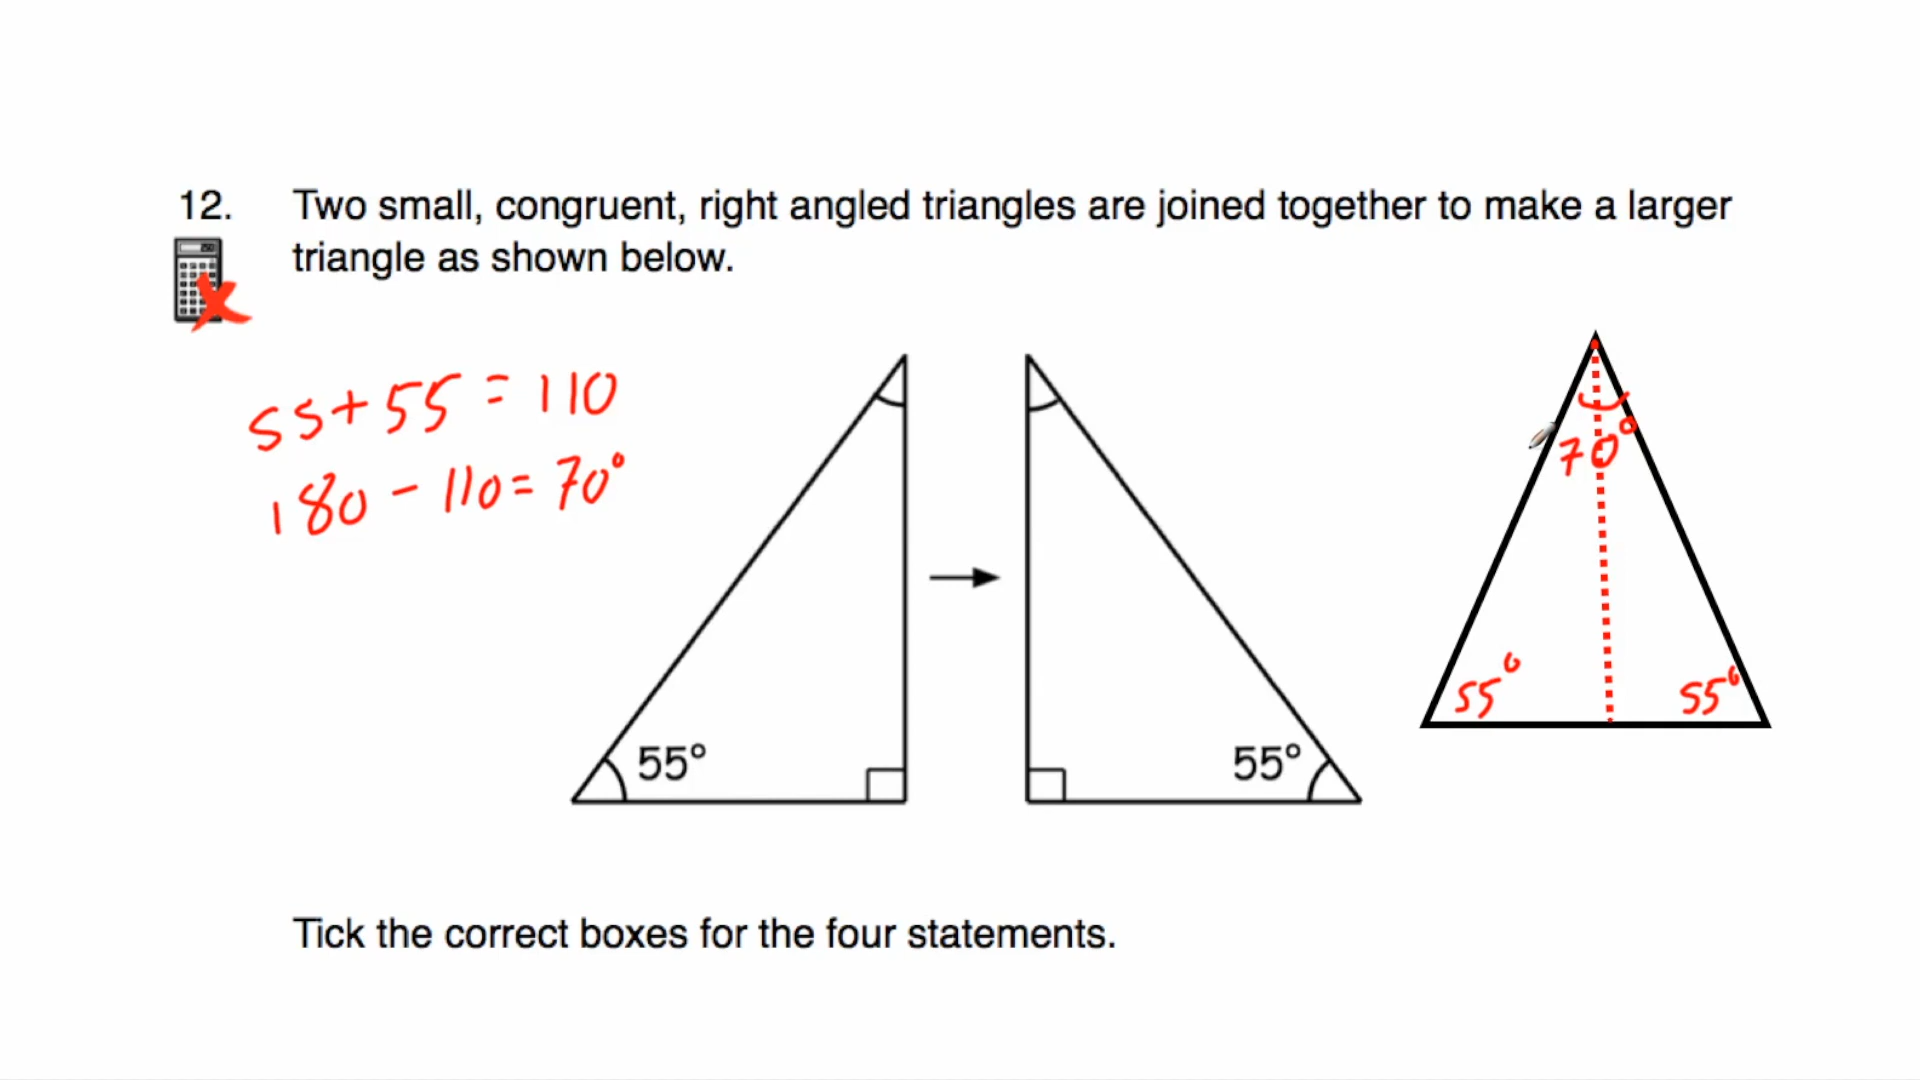 12. Two small, congruent, right angled triangles are joined together to make a larger
triangle as shown below.
55+55 = 110
180 - 110 = 70°
70°
55°
55°
55°
55°
Tick the correct boxes for the four statements.